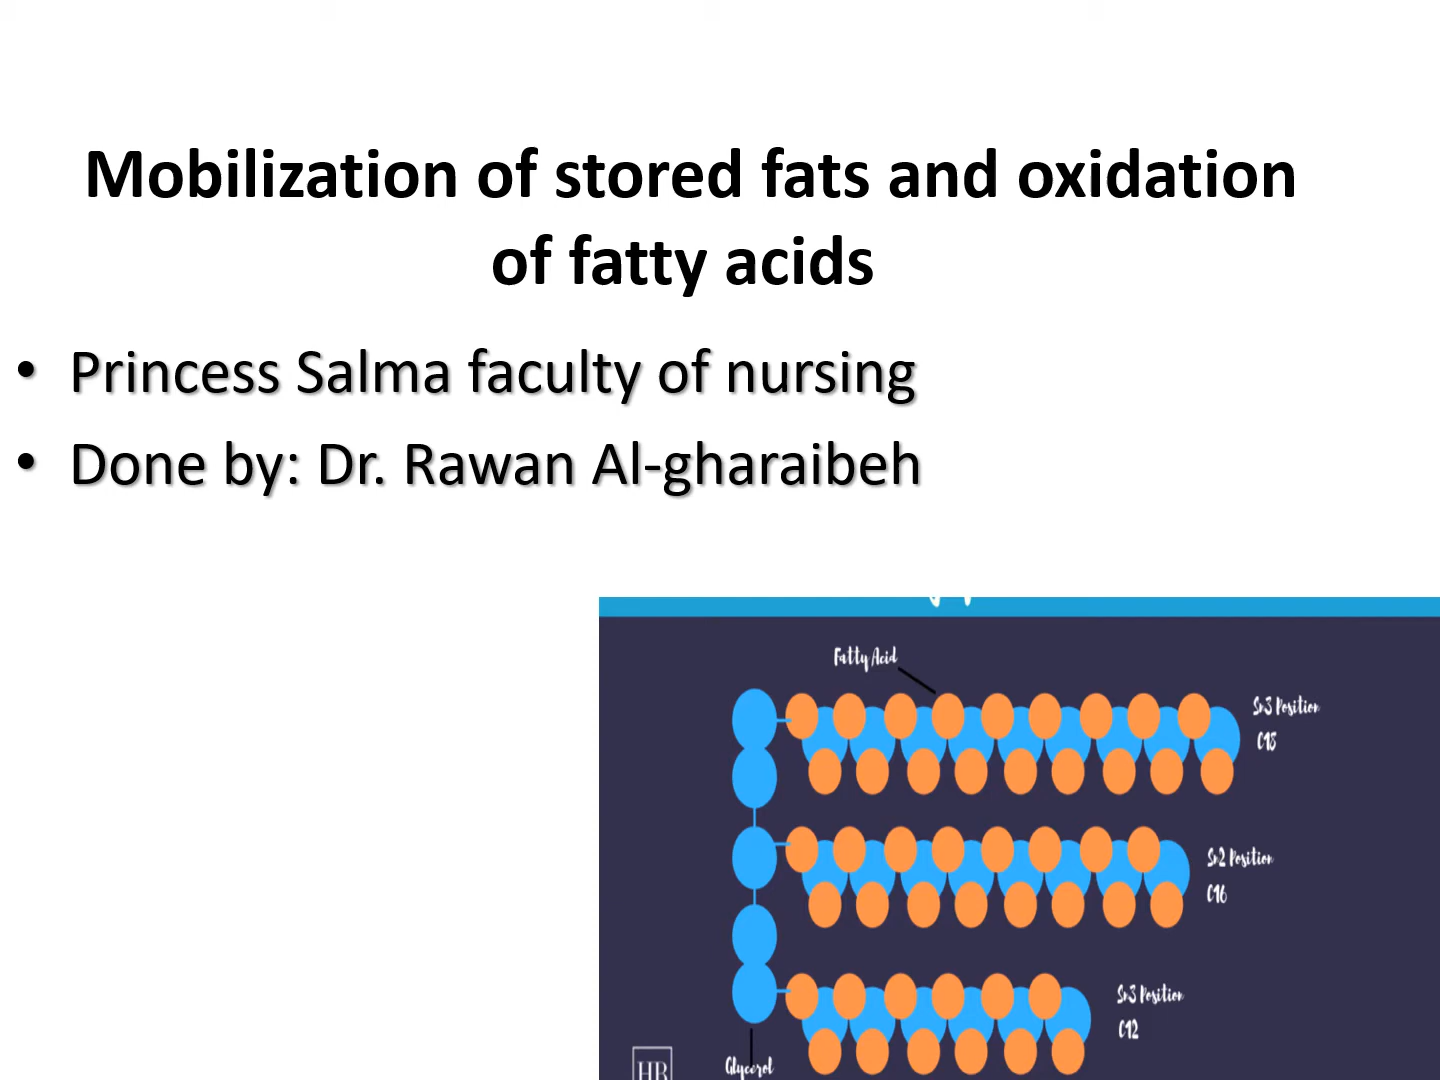 Mobilization of stored fats and oxidation
of fatty acids
• Princess Salma faculty of nursing
• Done by: Dr. Rawan Al-gharaibeh
Fatty Acid
Sn3 Position
C18
Sn2 Position
C16
Sn3 Position
C12
Glycerol
HR